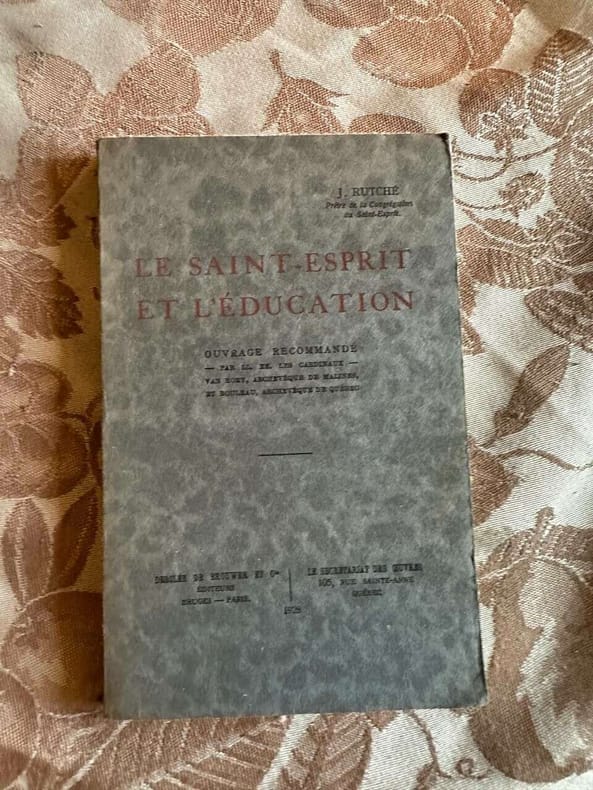 J. RUTCHÉ
Prêtre de la Congrégation
du Saint-Esprit.
LE SAINT-ESPRIT
ET L'ÉDUCATION
OUVRAGE RECOMMANDÉ
— PAR LL. EE. LES CARDINAUX —
VAN ROEY, ARCHEVÊQUE DE MALINES,
ET ROULEAU, ARCHEVÊQUE DE QUÉBEC
DESCLÉE DE BROUWER ET Cie
ÉDITEURS
BRUGES — PARIS.
LE SECRÉTARIAT DES ŒUVRES
105, RUE SAINTE-ANNE
QUÉBEC
1928